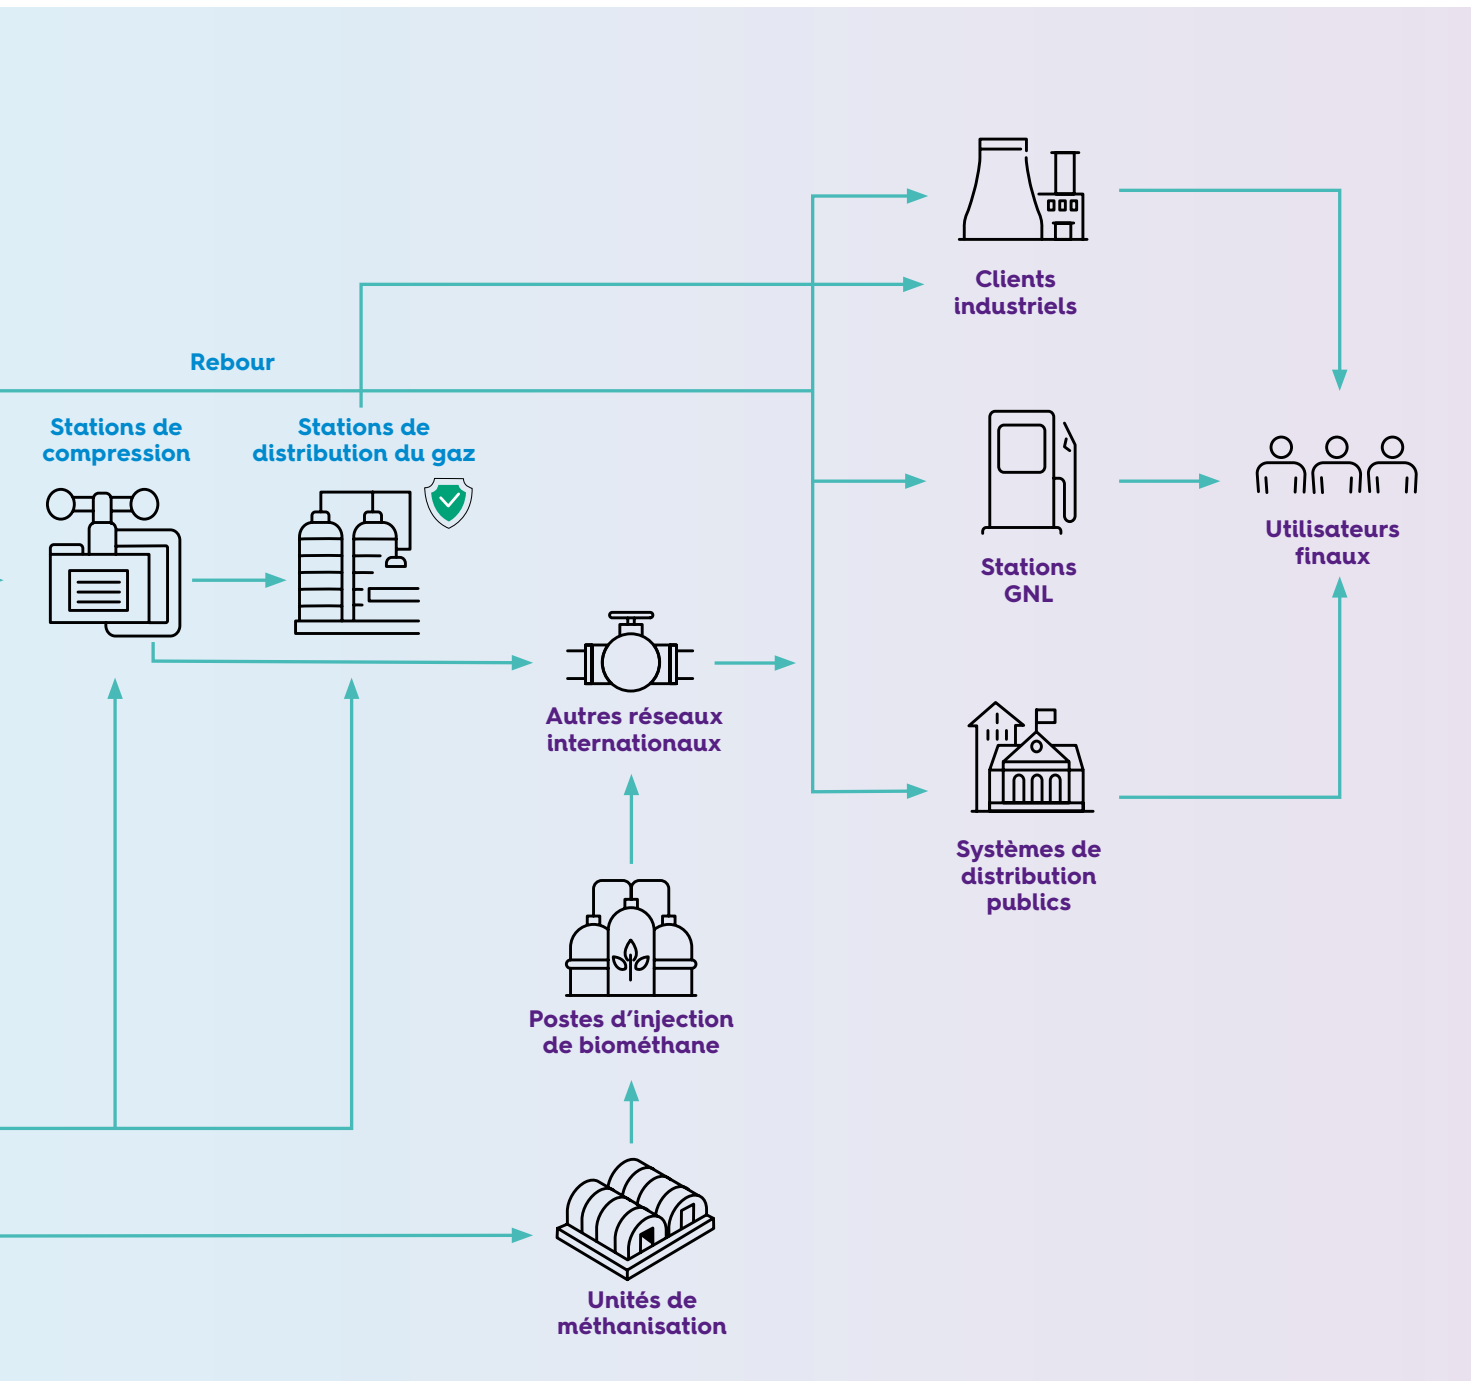 Clients
industriels
Rebour
Stations de
compression
Stations de
distribution du gaz
Stations
GNL
Utilisateurs
finaux
Autres réseaux
internationaux
Systèmes de
distribution
publics
Postes d'injection
de biométhane
Unités de
méthanisation